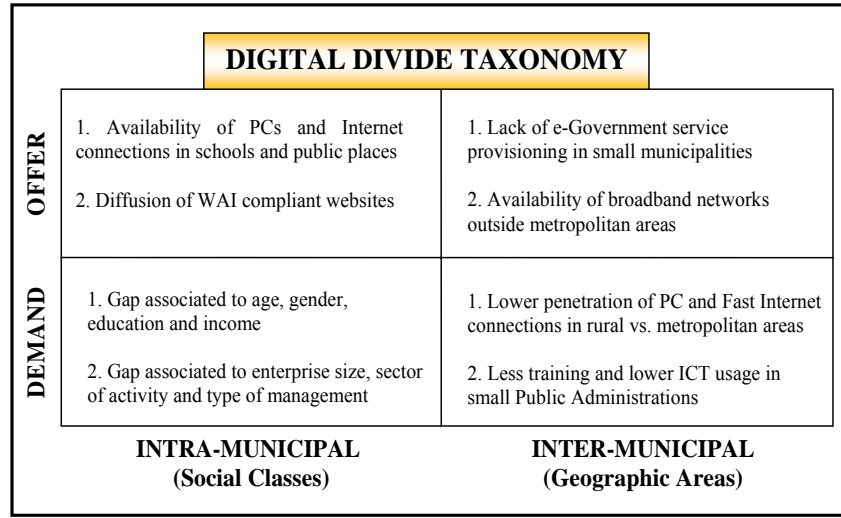 DIGITAL DIVIDE TAXONOMY
OFFER
1. Availability of PCs and Internet
connections in schools and public places
2. Diffusion of WAI compliant websites
1. Lack of e-Government service
provisioning in small municipalities
2. Availability of broadband networks
outside metropolitan areas
DEMAND
1. Gap associated to age, gender,
education and income
2. Gap associated to enterprise size, sector
of activity and type of management
1. Lower penetration of PC and Fast Internet
connections in rural vs. metropolitan areas
2. Less training and lower ICT usage in
small Public Administrations
INTRA-MUNICIPAL
(Social Classes)
INTER-MUNICIPAL
(Geographic Areas)